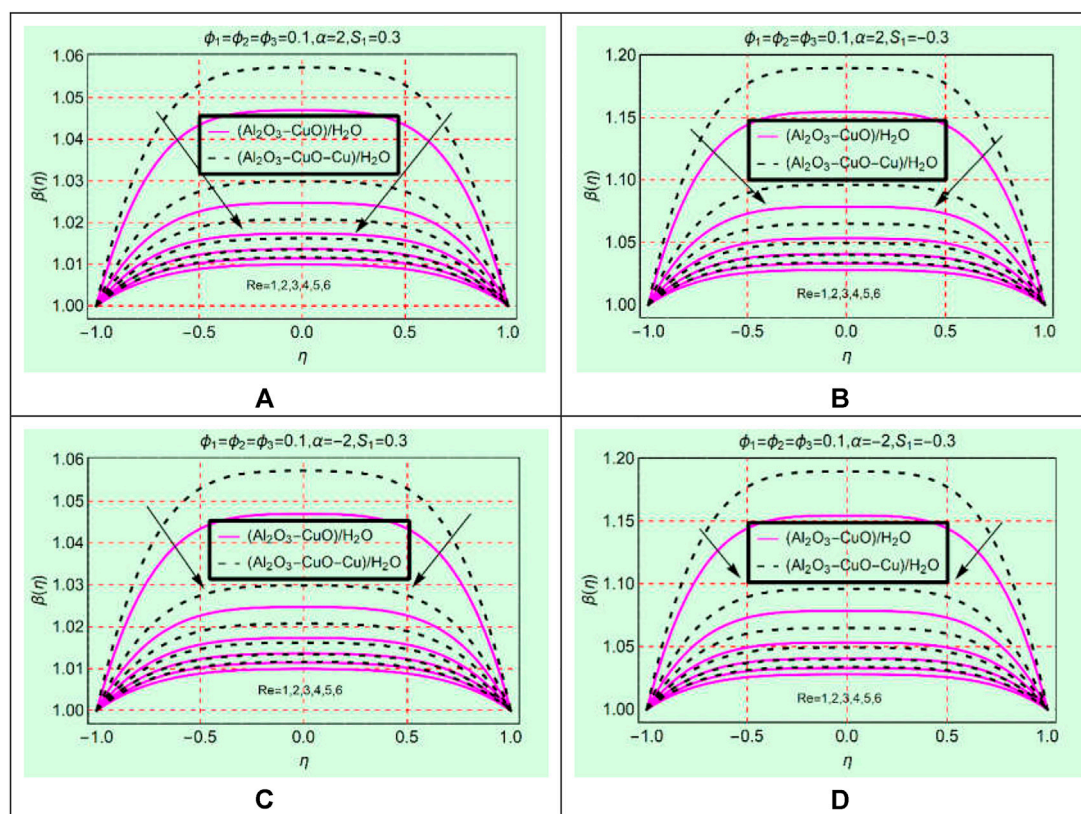 ϕ₁=ϕ₂=ϕ₃=0.1,α=2,S₁=0.3
1.06
1.05
1.04
1.03
1.02
1.01
1.00
β(η)
(Al₂O₃−CuO)/H₂O
(Al₂O₃−CuO−Cu)/H₂O
Re=1,2,3,4,5,6
−1.0 −0.5 0.0 0.5 1.0
η
A
ϕ₁=ϕ₂=ϕ₃=0.1,α=2,S₁=−0.3
1.20
1.15
1.10
1.05
1.00
β(η)
(Al₂O₃−CuO)/H₂O
(Al₂O₃−CuO−Cu)/H₂O
Re=1,2,3,4,5,6
−1.0 −0.5 0.0 0.5 1.0
η
B
ϕ₁=ϕ₂=ϕ₃=0.1,α=−2,S₁=0.3
1.06
1.05
1.04
1.03
1.02
1.01
1.00
β(η)
(Al₂O₃−CuO)/H₂O
(Al₂O₃−CuO−Cu)/H₂O
Re=1,2,3,4,5,6
−1.0 −0.5 0.0 0.5 1.0
η
C
ϕ₁=ϕ₂=ϕ₃=0.1,α=−2,S₁=−0.3
1.20
1.15
1.10
1.05
1.00
β(η)
(Al₂O₃−CuO)/H₂O
(Al₂O₃−CuO−Cu)/H₂O
Re=1,2,3,4,5,6
−1.0 −0.5 0.0 0.5 1.0
η
D